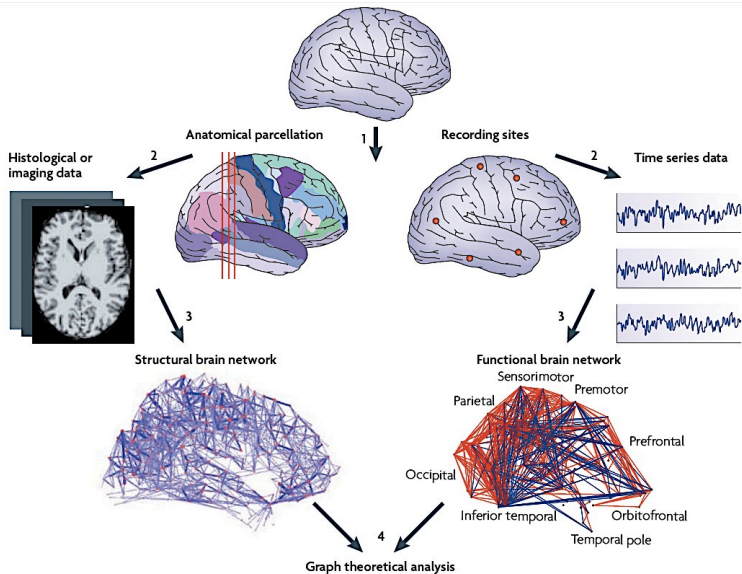 Anatomical parcellation
1
Recording sites
Histological or
imaging data
2
2
Time series data
3
3
Structural brain network
Functional brain network
Sensorimotor
Premotor
Parietal
Prefrontal
Occipital
Inferior temporal
Orbitofrontal
Temporal pole
4
Graph theoretical analysis